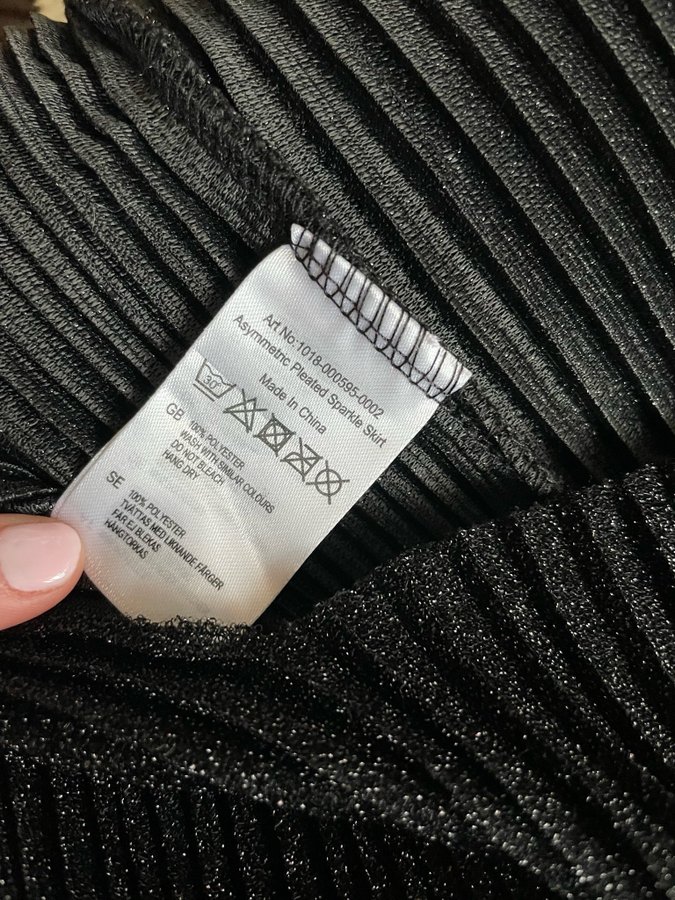 Art No:1018-000595-0002
Asymmetric Pleated Sparkle Skirt
Made In China
30°
GB 100% POLYESTER
WASH WITH SIMILAR COLOURS
DO NOT BLEACH
HANG DRY
SE 100% POLYESTER
TVÄTTAS MED LIKNANDE FÄRGER
FÅR EJ BLEKAS
HÄNGTORKAS